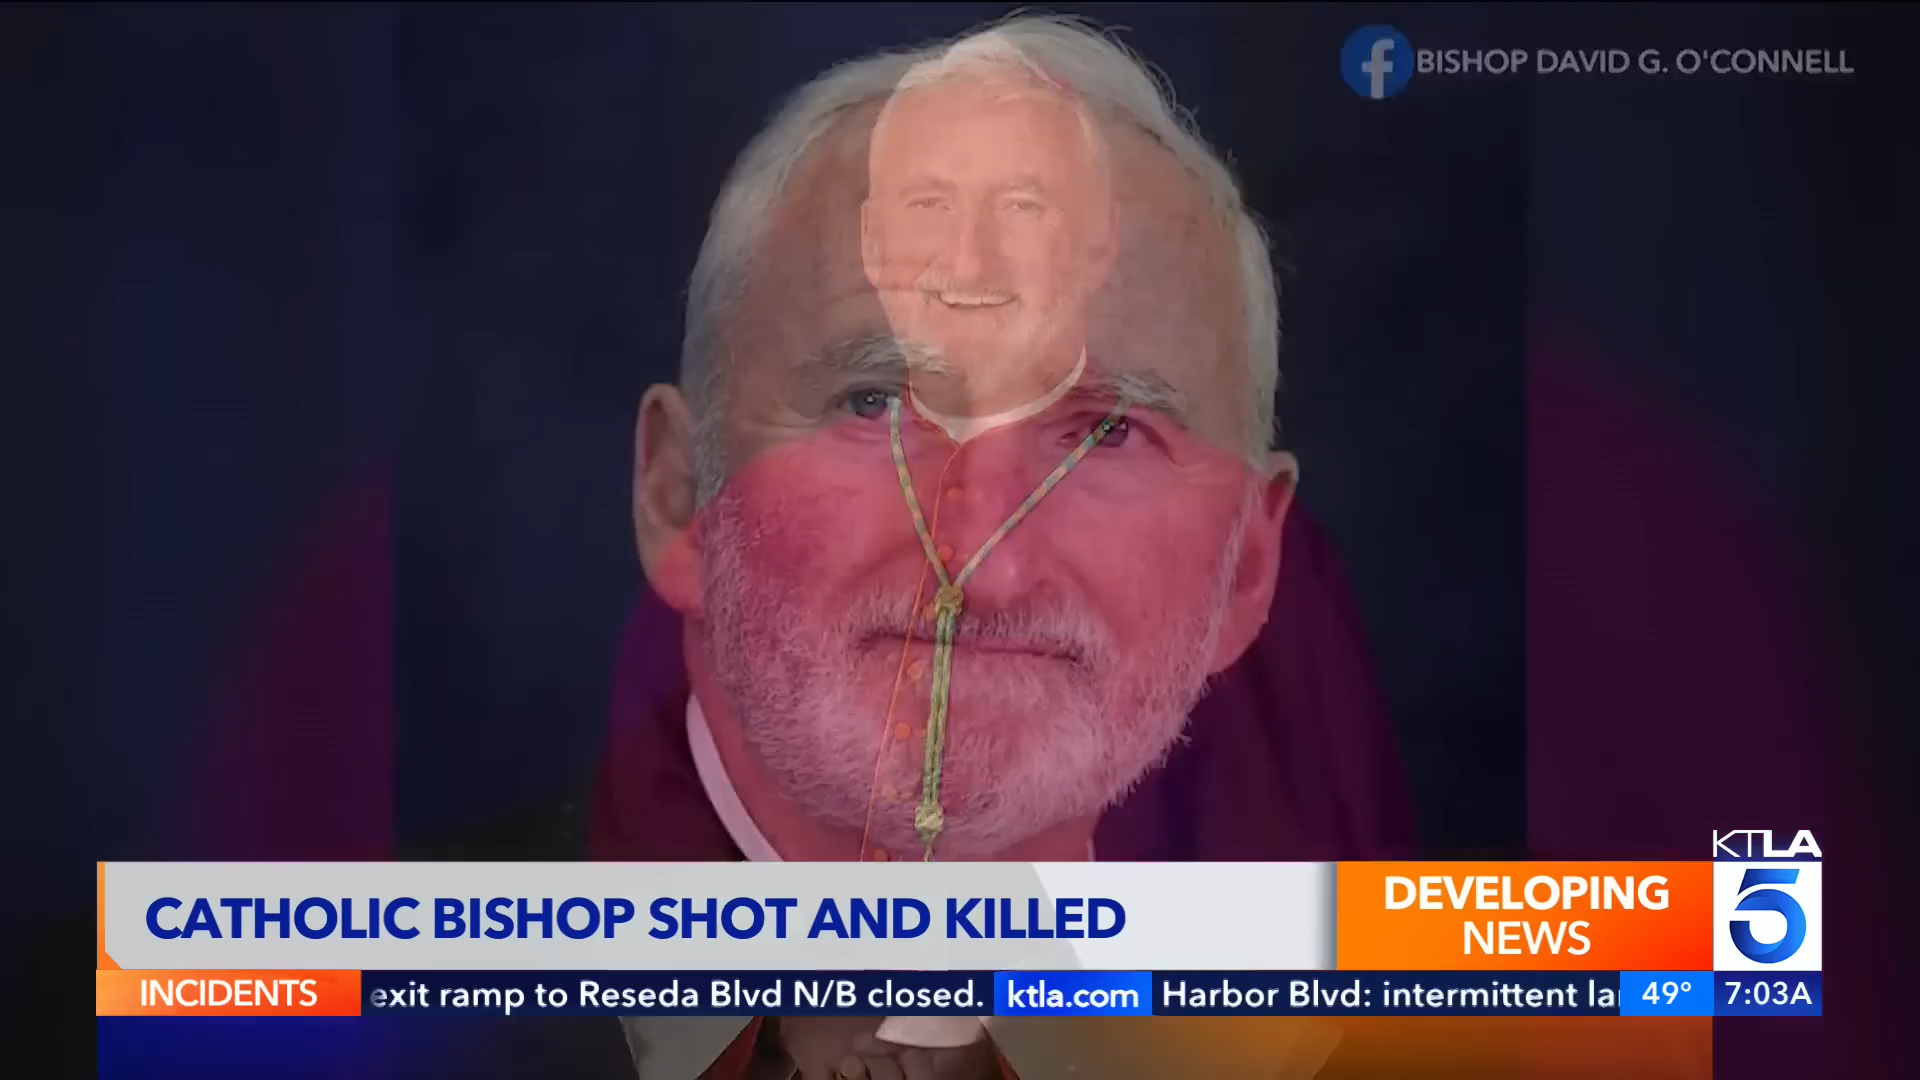 BISHOP DAVID G. O'CONNELL
KTLA
5
CATHOLIC BISHOP SHOT AND KILLED
DEVELOPING
NEWS
INCIDENTS
exit ramp to Reseda Blvd N/B closed.
ktla.com
Harbor Blvd: intermittent
49°
7:03A